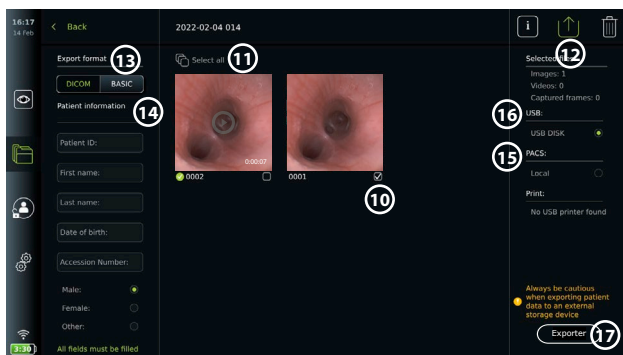 16:17
14 Feb
Back
2022-02-04 014
i
Export format
13
DICOM
BASIC
Patient information
14
Patient ID:
First name:
Last name:
Date of birth:
Accession Number:
Male:
Female:
Other:
All fields must be filled
3:30
Select all
11
0:00:07
0002
0001
10
12
Selected files
Images: 1
Videos: 0
Captured frames: 0
16
USB:
USB DISK
15
PACS:
Local
Print:
No USB printer found
Always be cautious
when exporting patient
data to an external
storage device
Exporter
17